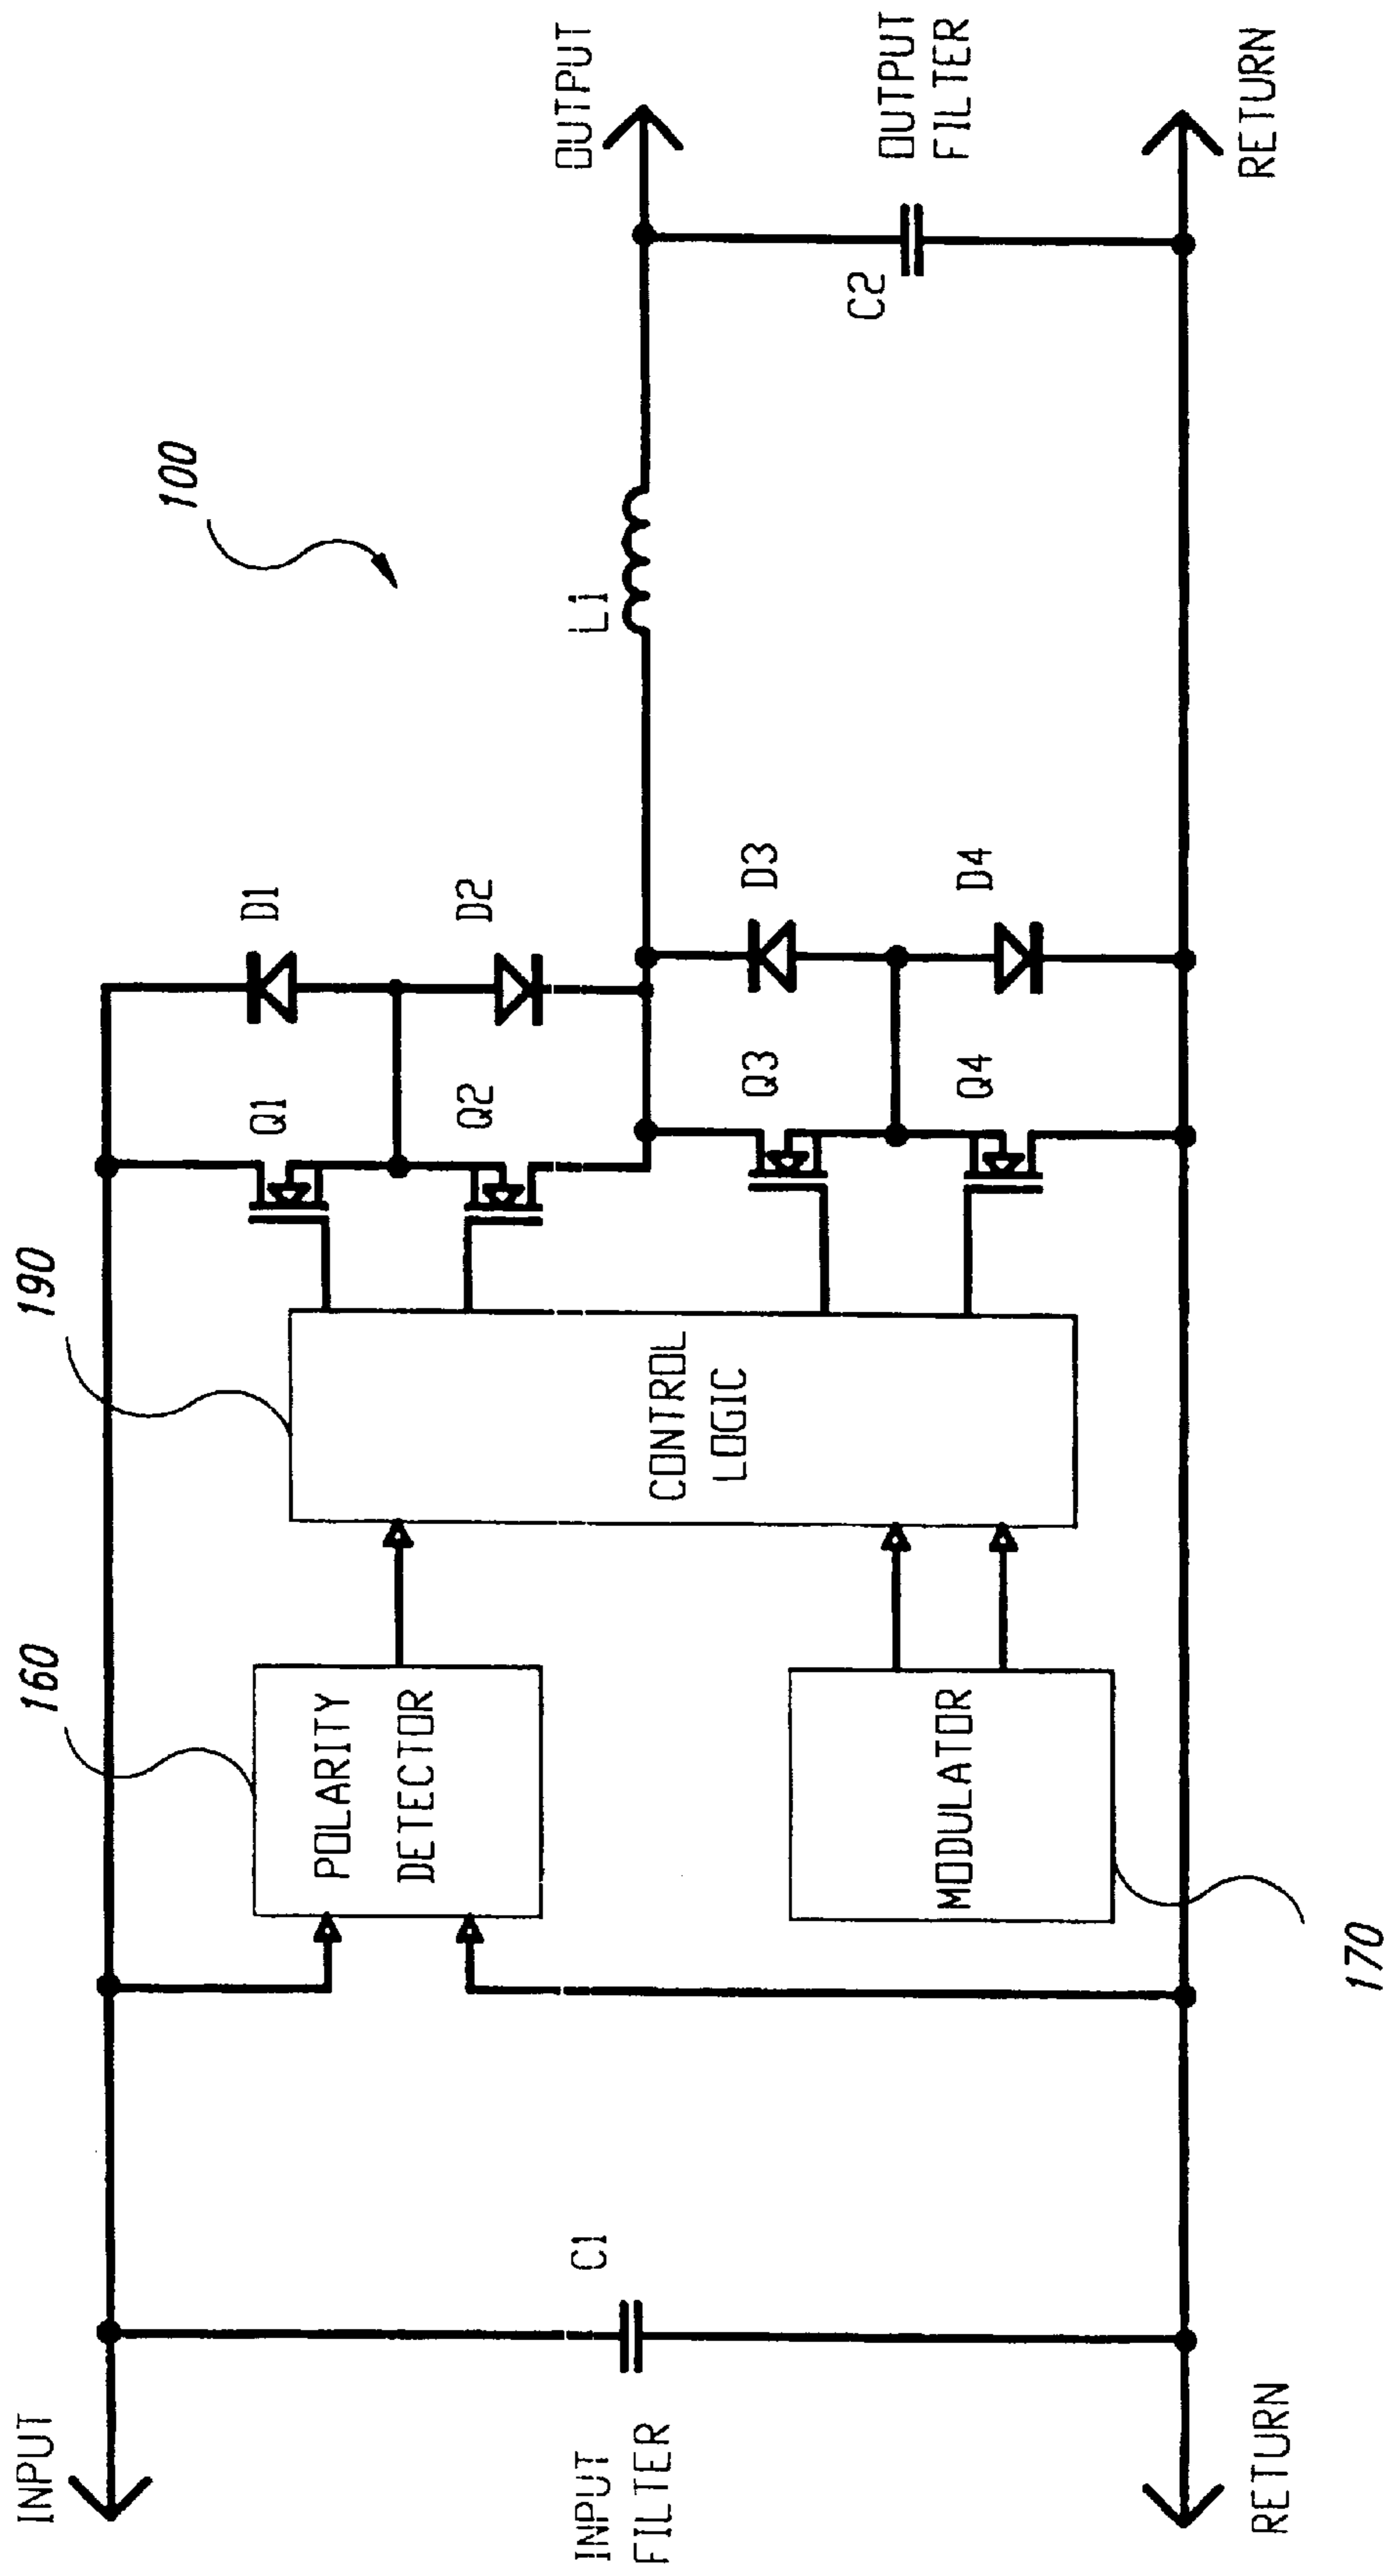 INPUT
INPUT
FILTER
C1
RETURN
160
POLARITY
DETECTOR
MODULATOR
170
190
CONTROL
LOGIC
Q1
Q2
Q3
Q4
D1
D2
D3
D4
100
L1
C2
OUTPUT
OUTPUT
FILTER
RETURN